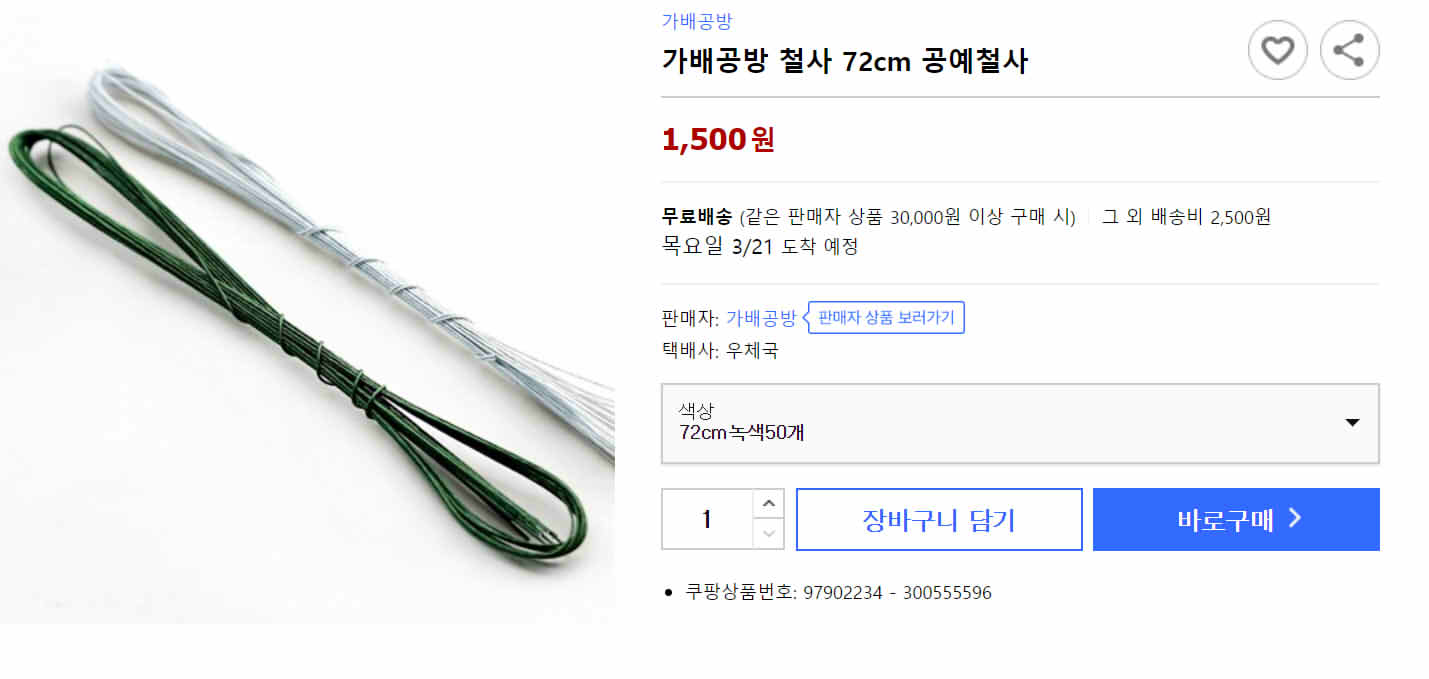 가배공방
가배공방 철사 72cm 공예철사
1,500원
무료배송 (같은 판매자 상품 30,000원 이상 구매 시) 그 외 배송비 2,500원
목요일 3/21 도착 예정
판매자: 가배공방 판매자 상품 보러가기
택배사: 우체국
색상
72cm녹색50개
1 장바구니 담기 바로구매
쿠팡상품번호: 97902234 - 300555596